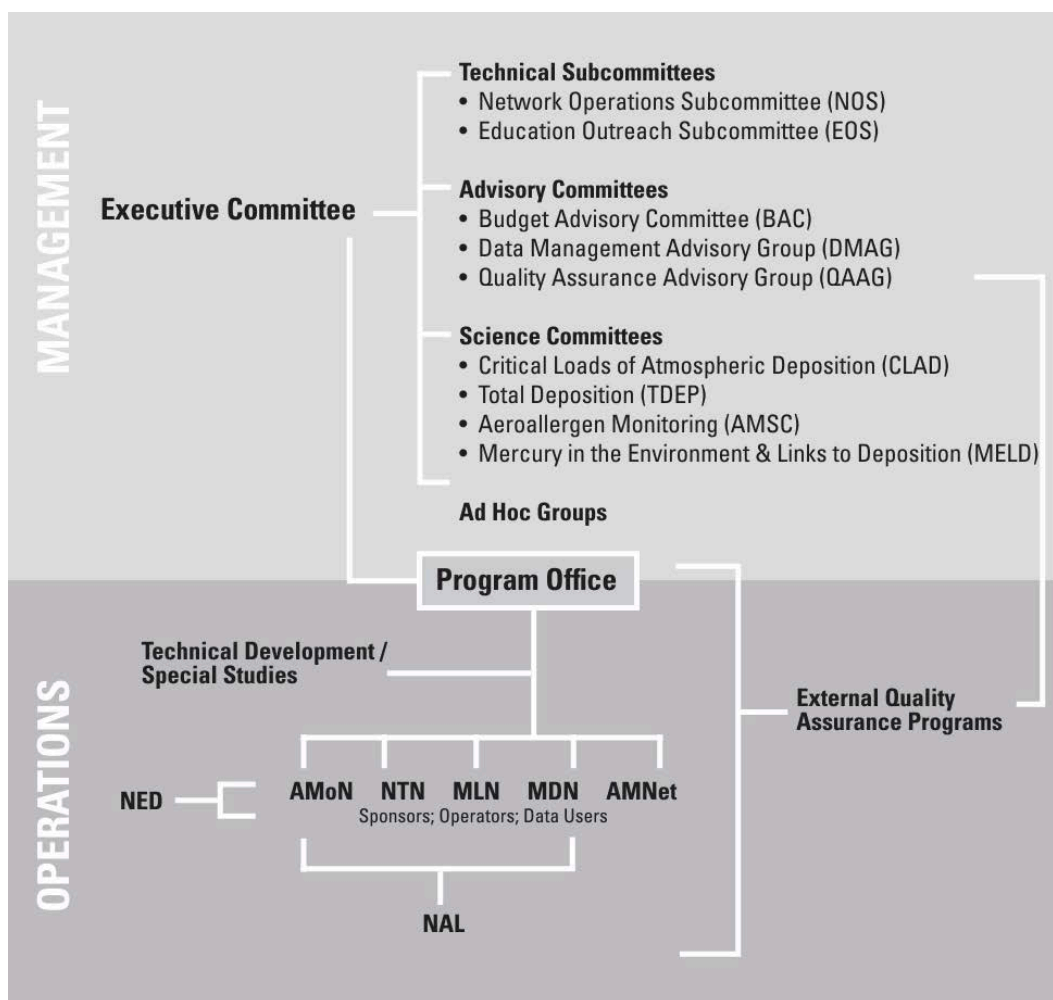 MANAGEMENT
Technical Subcommittees
• Network Operations Subcommittee (NOS)
• Education Outreach Subcommittee (EOS)
Executive Committee
Advisory Committees
• Budget Advisory Committee (BAC)
• Data Management Advisory Group (DMAG)
• Quality Assurance Advisory Group (QAAG)
Science Committees
• Critical Loads of Atmospheric Deposition (CLAD)
• Total Deposition (TDEP)
• Aeroallergen Monitoring (AMSC)
• Mercury in the Environment & Links to Deposition (MELD)
Ad Hoc Groups
Program Office
OPERATIONS
Technical Development /
Special Studies
External Quality
Assurance Programs
NED
AMoN NTN MLN MDN AMNet
Sponsors; Operators; Data Users
NAL